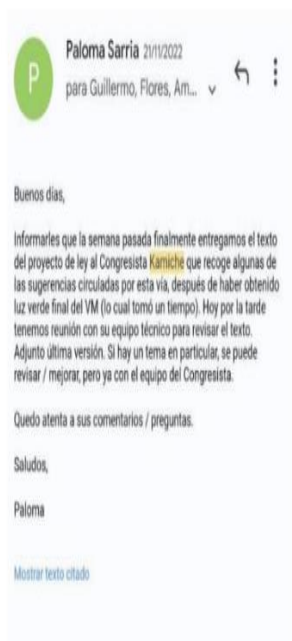 P
Paloma Sarria 21/11/2022
para Guillermo, Flores, Am...
Buenos días,
Informarles que la semana pasada finalmente entregamos el texto
del proyecto de ley al Congresista Kamiche que recoge algunas de
las sugerencias circuladas por esta vía, después de haber obtenido
luz verde final del VM (lo cual tomó un tiempo). Hoy por la tarde
tenemos reunión con su equipo técnico para revisar el texto.
Adjunto última versión. Si hay un tema en particular, se puede
revisar / mejorar, pero ya con el equipo del Congresista.
Quedo atenta a sus comentarios / preguntas.
Saludos,
Paloma
Mostrar texto citado